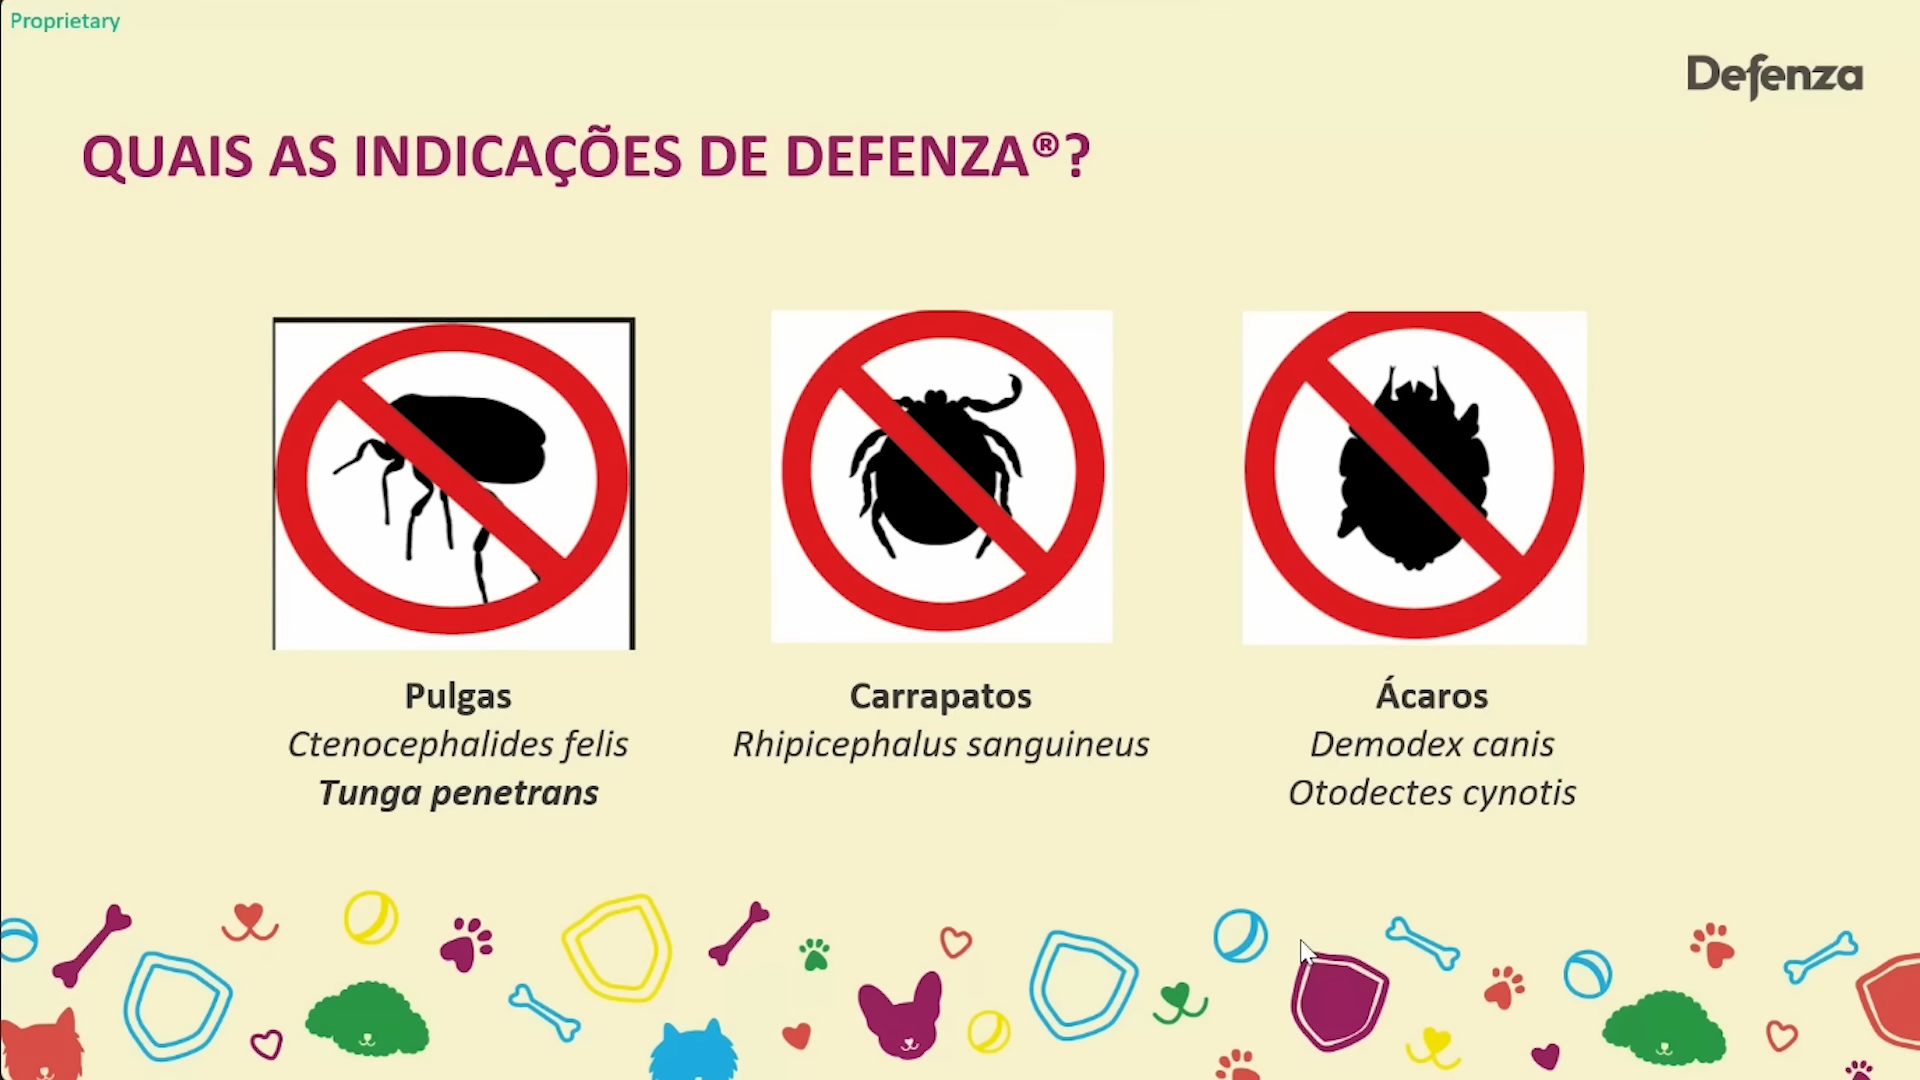 Proprietary
Defenza
QUAIS AS INDICAÇÕES DE DEFENZA®?
Pulgas
Ctenocephalides felis
Tunga penetrans
Carrapatos
Rhipicephalus sanguineus
Ácaros
Demodex canis
Otodectes cynotis